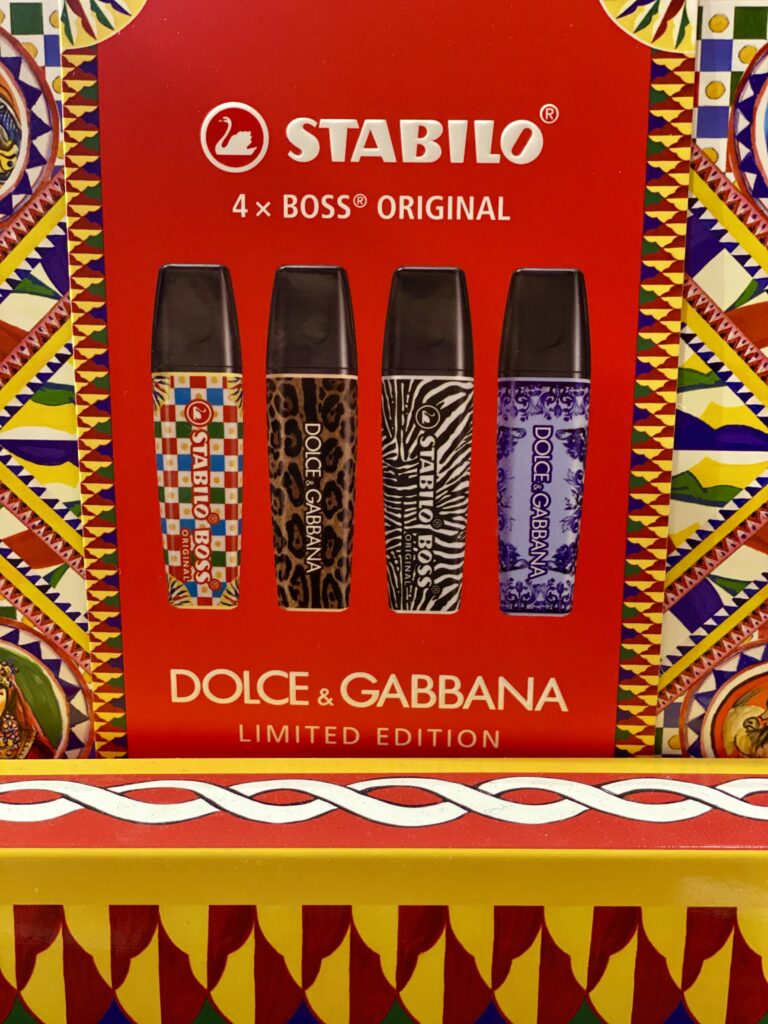 STABILO®
4 × BOSS® ORIGINAL
STABILO BOSS®
ORIGINAL
DOLCE & GABBANA
STABILO BOSS®
ORIGINAL
DOLCE & GABBANA
DOLCE & GABBANA
LIMITED EDITION